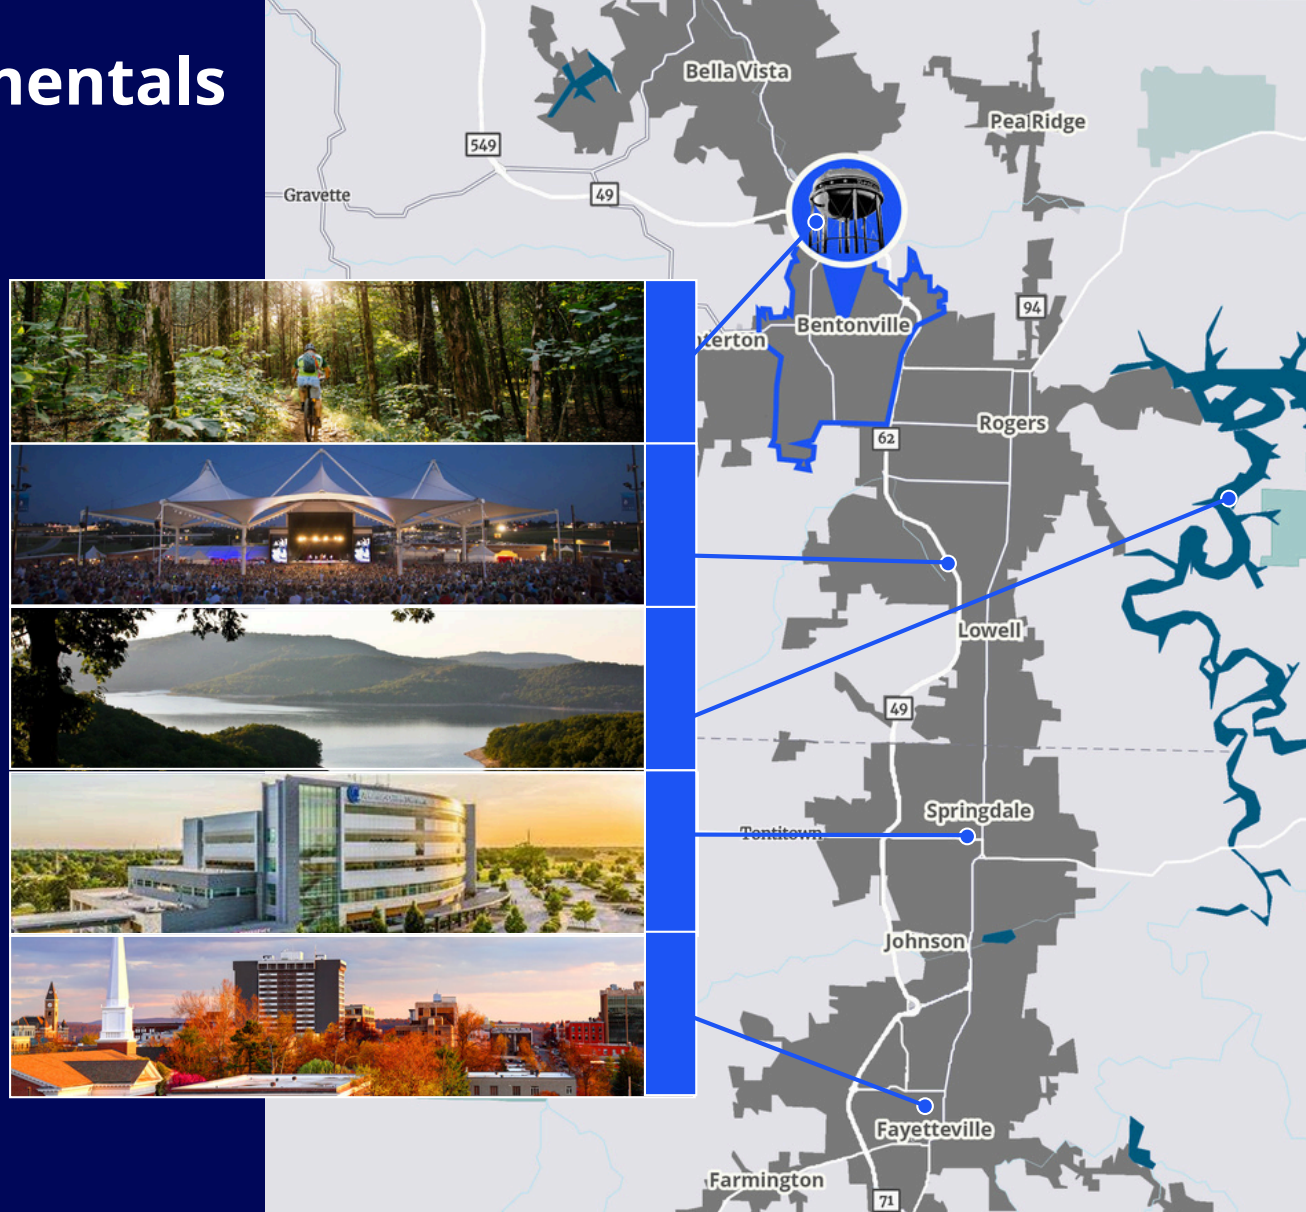 nentals
Bella Vista
Pea Ridge
549
Gravette
49
94
Bentonville
terton
Rogers
62
Lowell
49
Springdale
Tontitown
Johnson
Fayetteville
Farmington
71